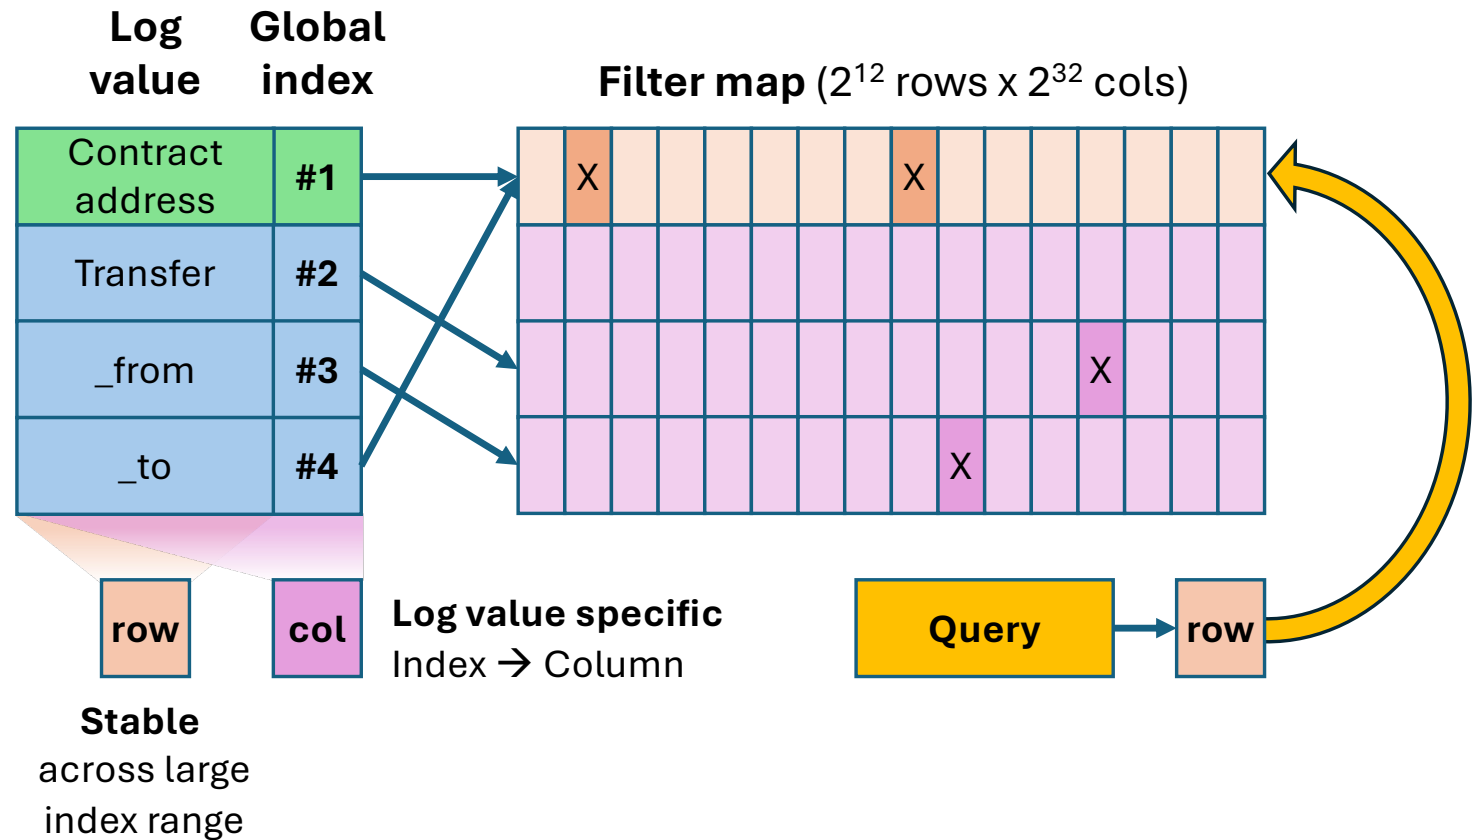 Log
value
Global
index
Filter map (2¹² rows x 2³² cols)
Contract
address
#1
X
X
Transfer
#2
_from
#3
X
_to
#4
X
row
col
Log value specific
Index → Column
Query
row
Stable
across large
index range